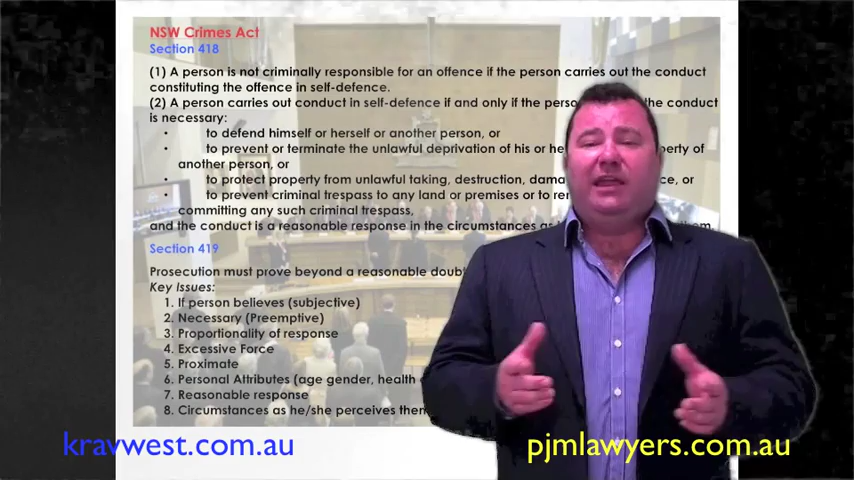 NSW Crimes Act
Section 418
(1) A person is not criminally responsible for an offence if the person carries out the conduct
constituting the offence in self-defence.
(2) A person carries out conduct in self-defence if and only if the the conduct
is necessary:
• to defend himself or herself or another person, or
• to prevent or terminate the unlawful deprivation of his or of
another person, or
• to protect property from unlawful taking, destruction, or
• to prevent criminal trespass to any land or premises or to
committing any such criminal trespass,
and the conduct is a reasonable response in the circumstances as
Section 419
Prosecution must prove beyond a reasonable
Key Issues:
1. If person believes (subjective)
2. Necessary (Preemptive)
3. Proportionality of response
4. Excessive Force
5. Proximate
6. Personal Attributes (age gender, health
7. Reasonable response
8. Circumstances as he/she perceives
kravwest.com.au
pjmlawyers.com.au